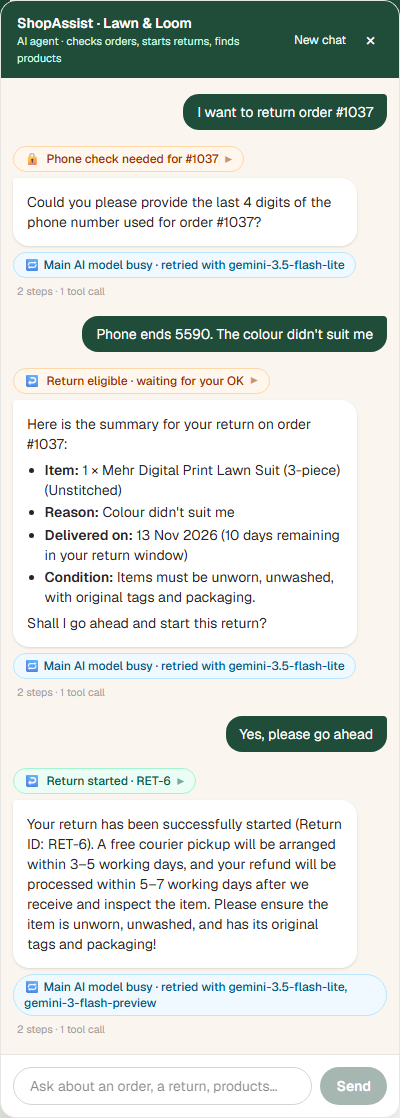 ShopAssist · Lawn & Loom
AI agent · checks orders, starts returns, finds
products
New chat ×
I want to return order #1037
Phone check needed for #1037 ▸
Could you please provide the last 4 digits of the
phone number used for order #1037?
Main AI model busy · retried with gemini-3.5-flash-lite
2 steps · 1 tool call
Phone ends 5590. The colour didn't suit me
Return eligible · waiting for your OK ▸
Here is the summary for your return on order
#1037:
• Item: 1 × Mehr Digital Print Lawn Suit (3-piece)
(Unstitched)
• Reason: Colour didn't suit me
• Delivered on: 13 Nov 2026 (10 days remaining
in your return window)
• Condition: Items must be unworn, unwashed,
with original tags and packaging.
Shall I go ahead and start this return?
Main AI model busy · retried with gemini-3.5-flash-lite
2 steps · 1 tool call
Yes, please go ahead
Return started · RET-6 ▸
Your return has been successfully started (Return
ID: RET-6). A free courier pickup will be arranged
within 3–5 working days, and your refund will be
processed within 5–7 working days after we
receive and inspect the item. Please ensure the
item is unworn, unwashed, and has its original
tags and packaging!
Main AI model busy · retried with gemini-3.5-flash-lite,
gemini-3-flash-preview
2 steps · 1 tool call
Ask about an order, a return, products...
Send